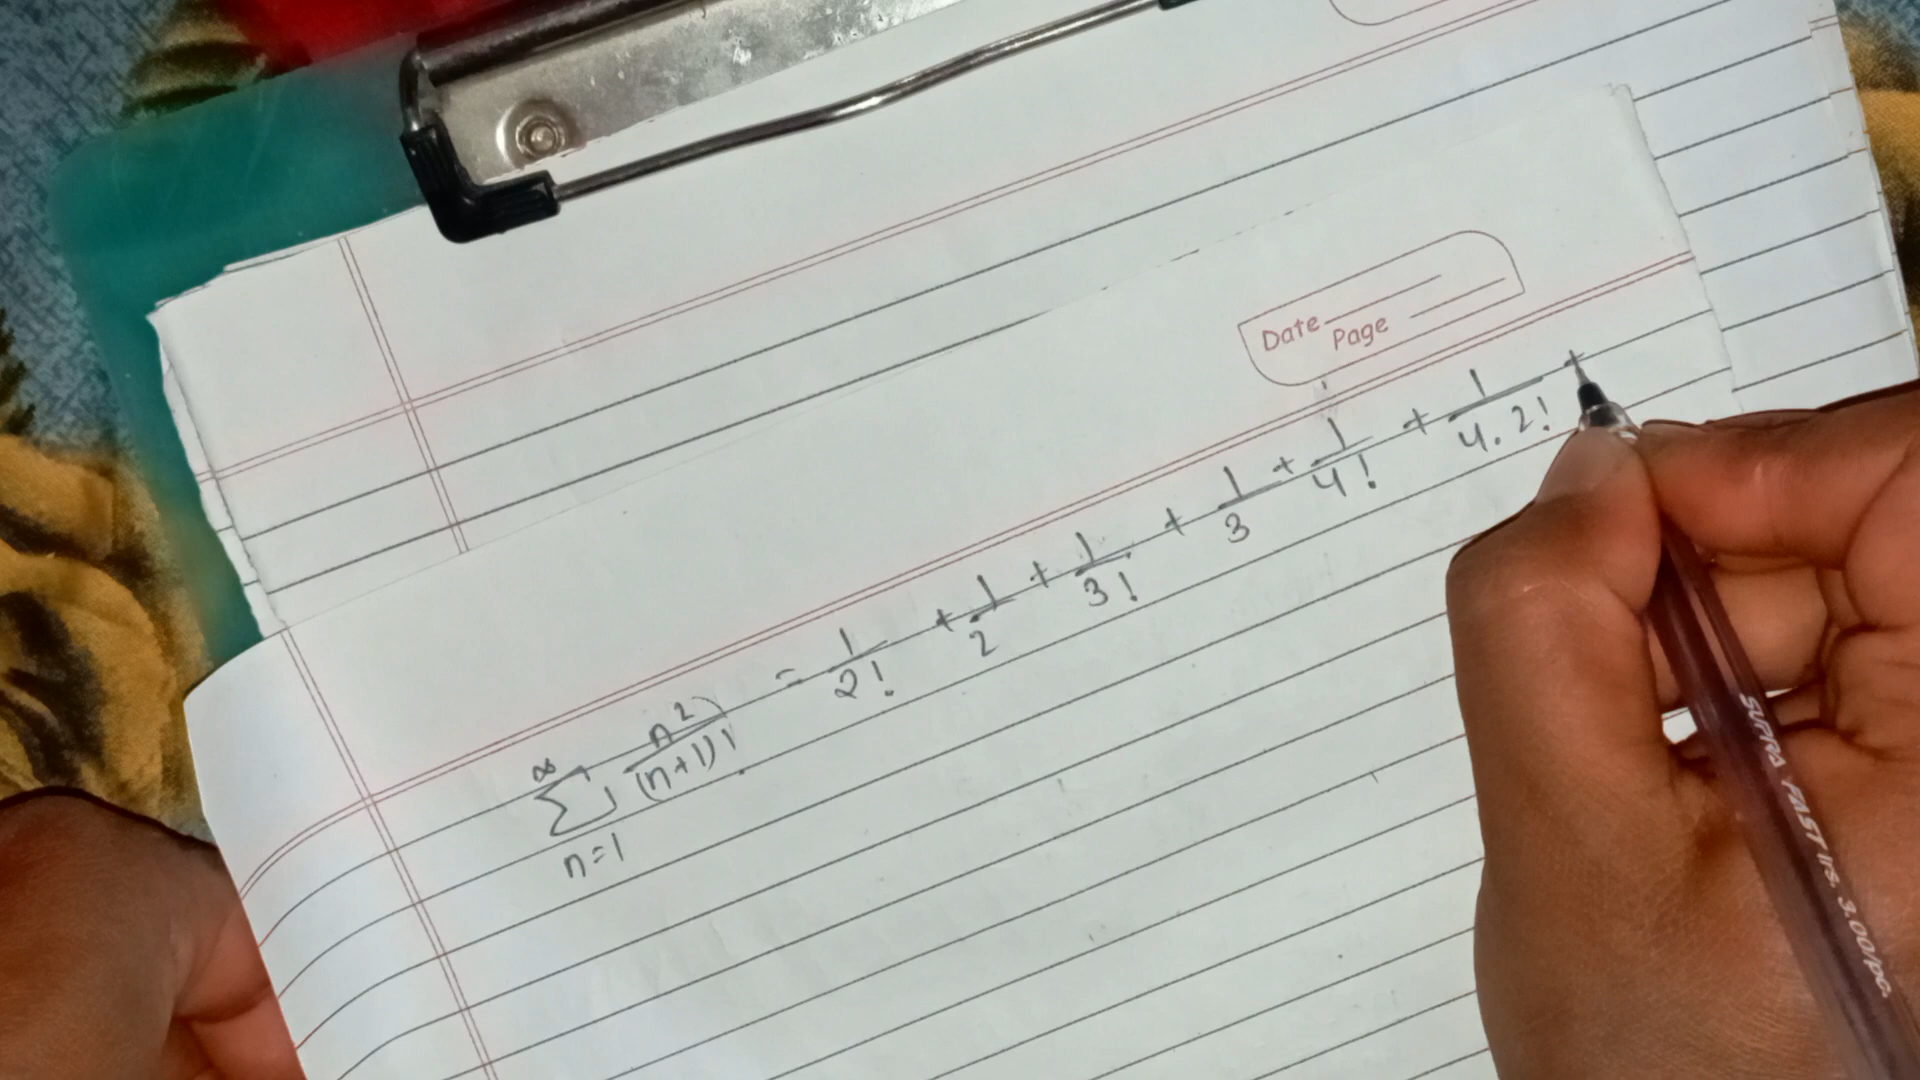 Date
Page
∞
∑ n²/(n+1)! = 1/2! + 1/2 + 1/3! + 1/3 + 1/4! + 1/4.2! +
n=1
SUPRA FAST Rs. 3.00/pc.